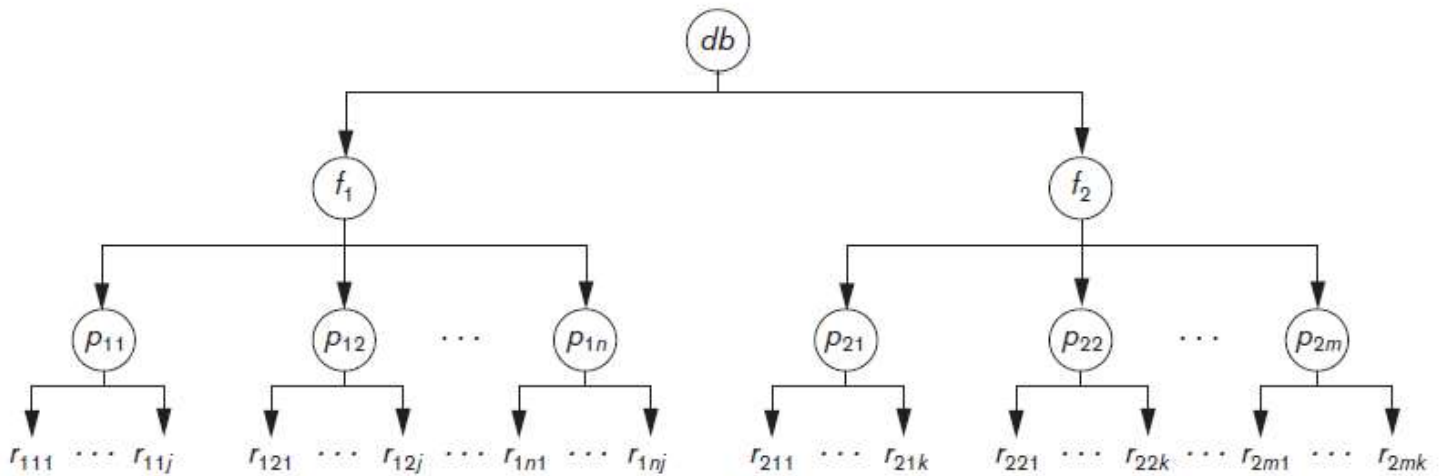 db
f₁ f₂
p₁₁ p₁₂ ··· p₁ₙ p₂₁ p₂₂ ··· p₂ₘ
r₁₁₁ ··· r₁₁ⱼ r₁₂₁ ··· r₁₂ⱼ ··· r₁ₙ₁ ··· r₁ₙⱼ r₂₁₁ ··· r₂₁ₖ r₂₂₁ ··· r₂₂ₖ ··· r₂ₘ₁ ··· r₂ₘₖ